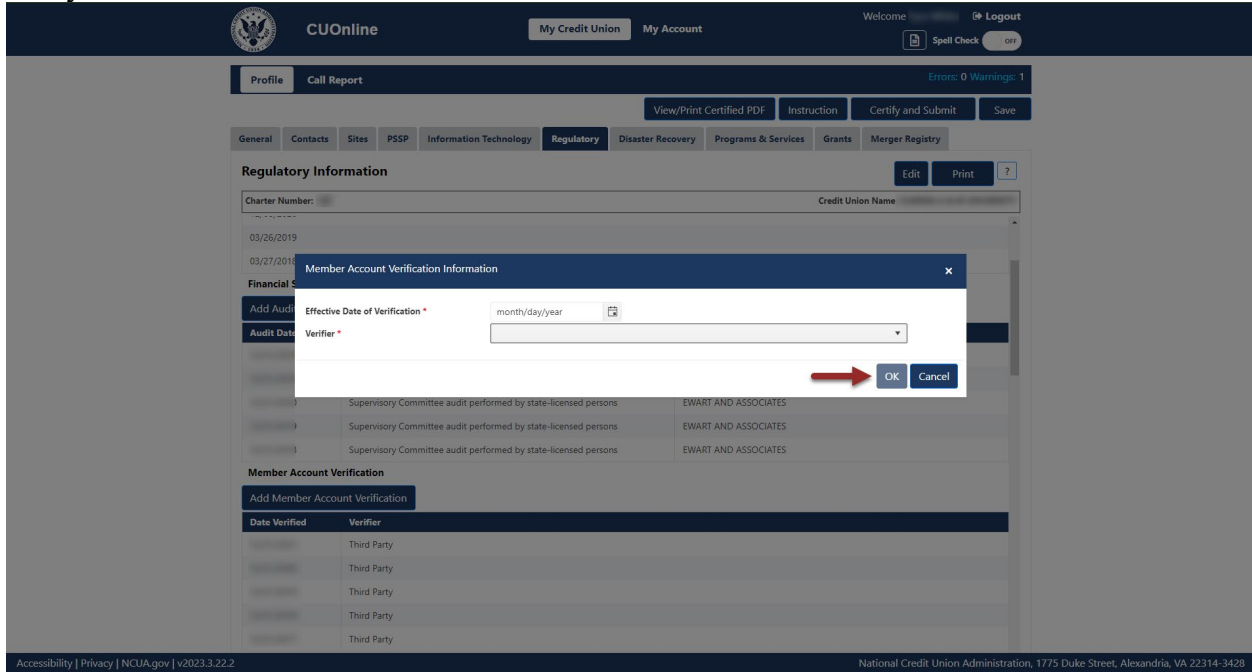 CUOnline My Credit Union My Account Welcome Logout
Spell Check OFF
Profile Call Report Errors: 0 Warnings: 1
View/Print Certified PDF Instruction Certify and Submit Save
General Contacts Sites PSSP Information Technology Regulatory Disaster Recovery Programs & Services Grants Merger Registry
Regulatory Information Edit Print ?
Charter Number: Credit Union Name
03/26/2019
03/27/2018
Member Account Verification Information ×
Financial S
Add Audi
Effective Date of Verification * month/day/year
Audit Date
Verifier *
OK Cancel
Supervisory Committee audit performed by state-licensed persons EWART AND ASSOCIATES
Supervisory Committee audit performed by state-licensed persons EWART AND ASSOCIATES
Supervisory Committee audit performed by state-licensed persons EWART AND ASSOCIATES
Member Account Verification
Add Member Account Verification
Date Verified Verifier
Third Party
Third Party
Third Party
Third Party
Third Party
Accessibility | Privacy | NCUA.gov | v2023.3.22.2 National Credit Union Administration, 1775 Duke Street, Alexandria, VA 22314-3428